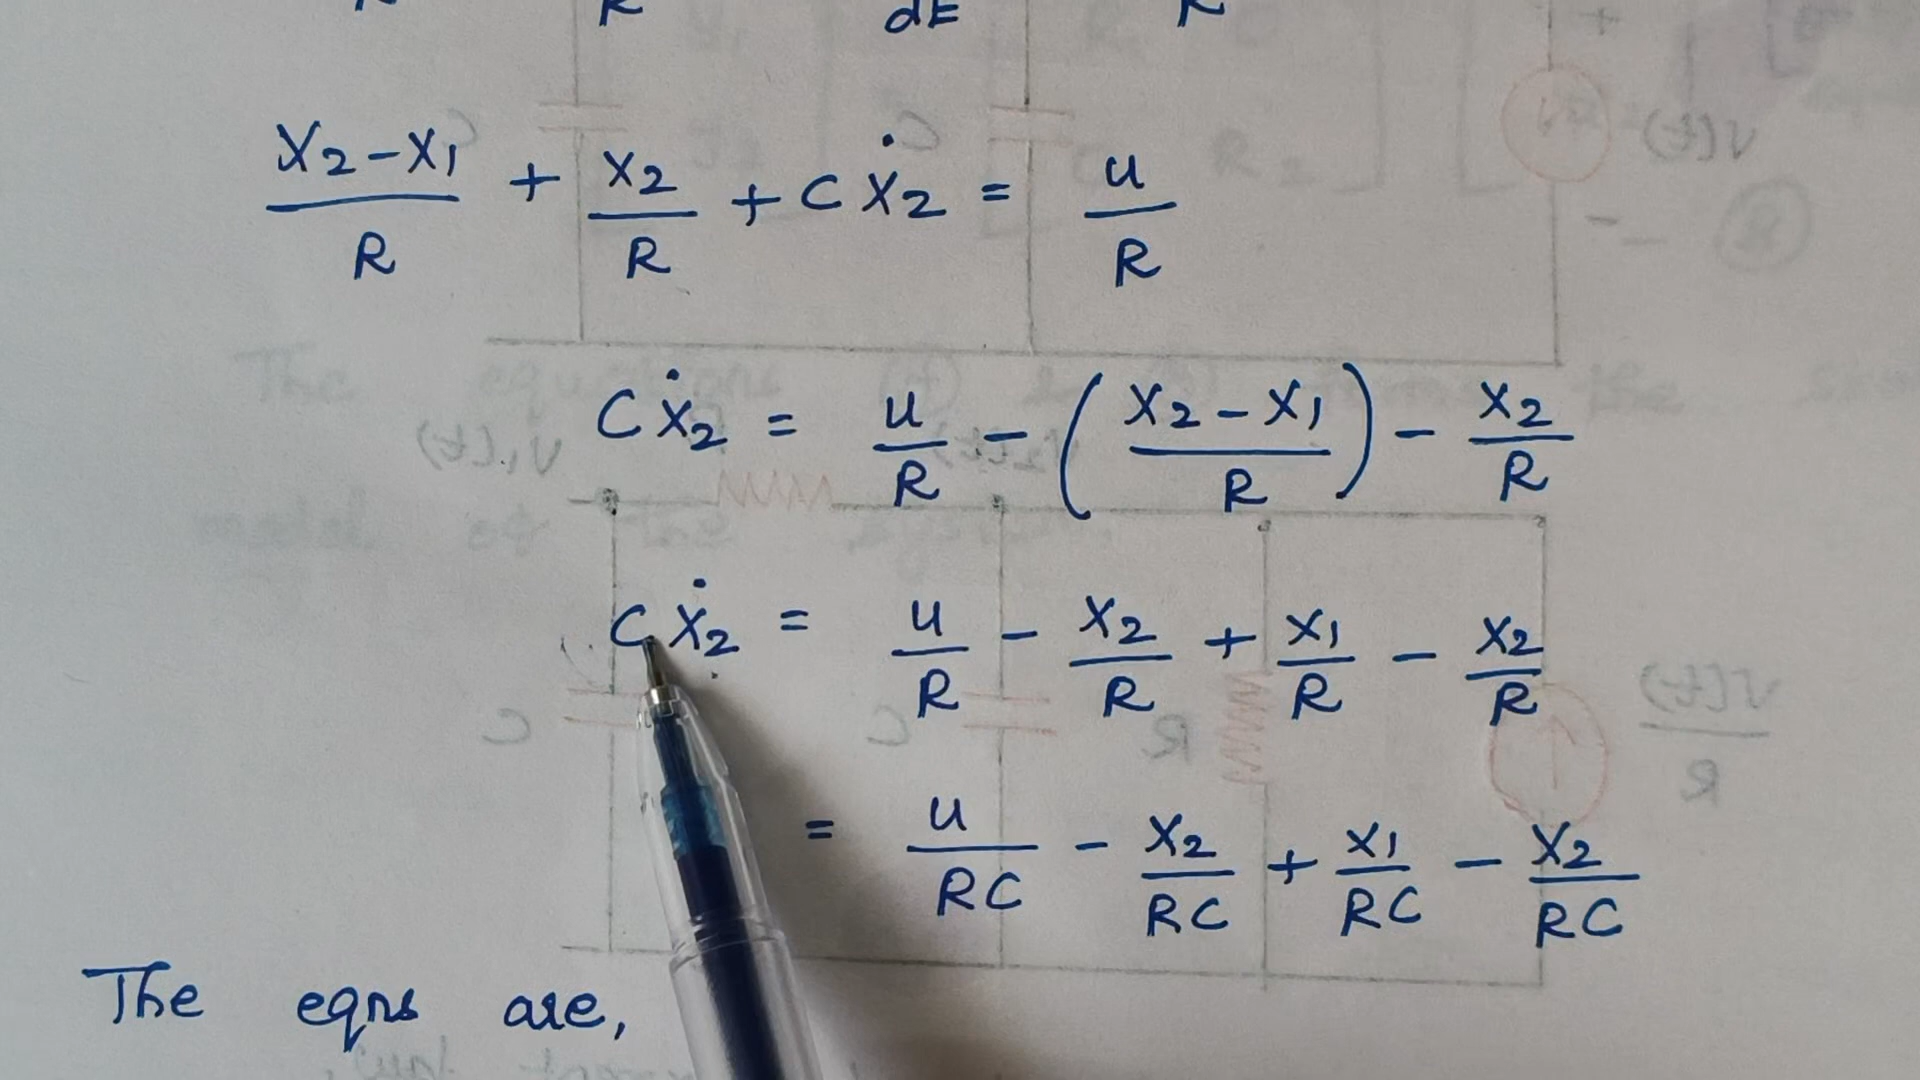 R R dt R
X2-X1/R + X2/R + CẊ2 = u/R
CẊ2 = u/R - (X2-X1/R) - X2/R
CẊ2 = u/R - X2/R + X1/R - X2/R
= u/RC - X2/RC + X1/RC - X2/RC
The eqns are,